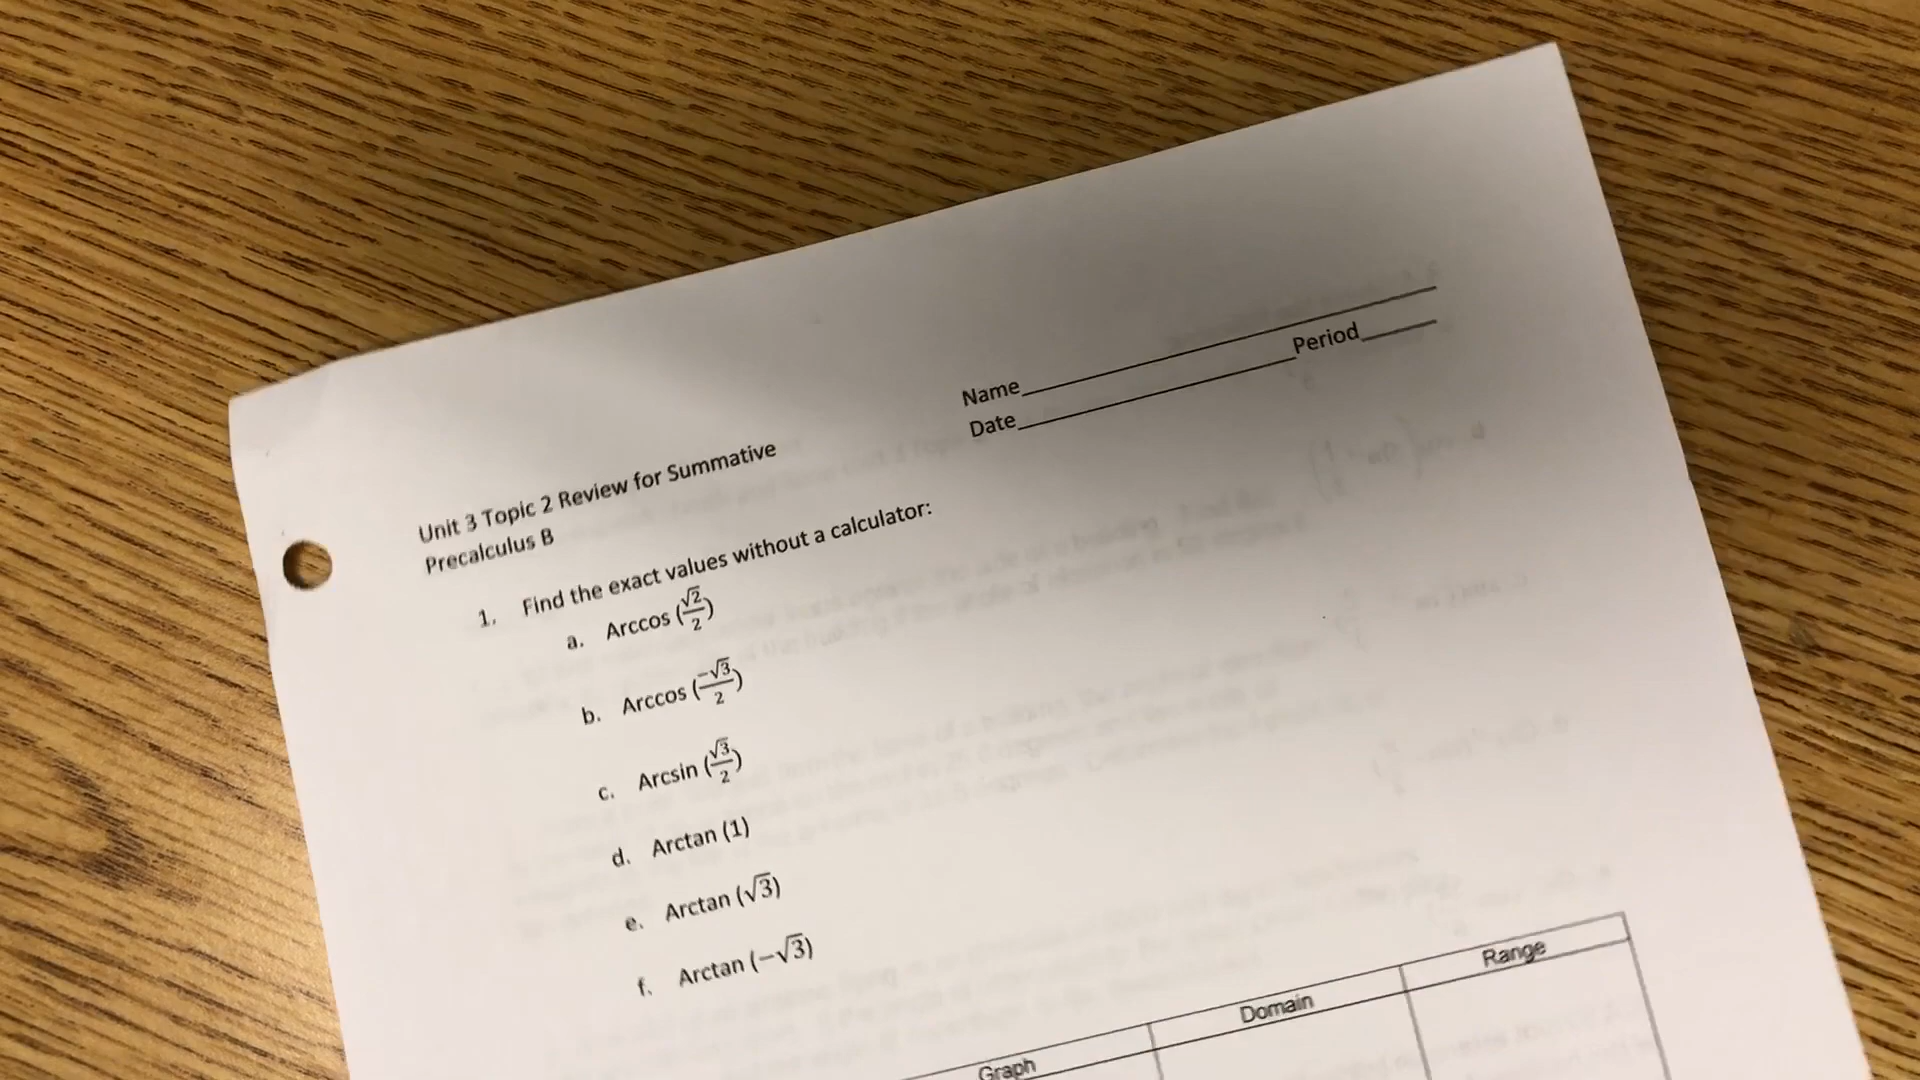 Name
Date Period
Unit 3 Topic 2 Review for Summative
Precalculus B
1. Find the exact values without a calculator:
a. Arccos (√2/2)
b. Arccos (−√3/2)
c. Arcsin (√3/2)
d. Arctan (1)
e. Arctan (√3)
f. Arctan (−√3)
Graph Domain Range